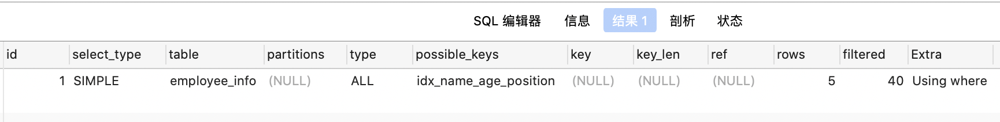 SQL 编辑器 信息 结果 1 剖析 状态
id select_type table partitions type possible_keys key key_len ref rows filtered Extra
1 SIMPLE employee_info (NULL) ALL idx_name_age_position (NULL) (NULL) (NULL) 5 40 Using where